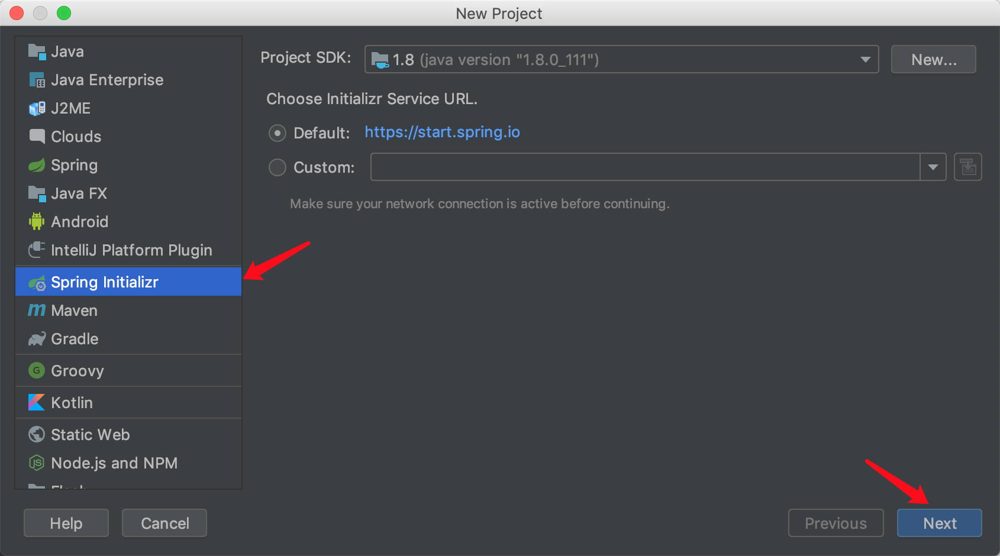 New Project
Java
Java Enterprise
J2ME
Clouds
Spring
Java FX
Android
IntelliJ Platform Plugin
Spring Initializr
Maven
Gradle
G
Groovy
Kotlin
Static Web
JS
Node.js and NPM
Project SDK:
1.8 (java version "1.8.0_111")
New...
Choose Initializr Service URL.
Default: https://start.spring.io
Custom:
Make sure your network connection is active before continuing.
Help
Cancel
Previous
Next